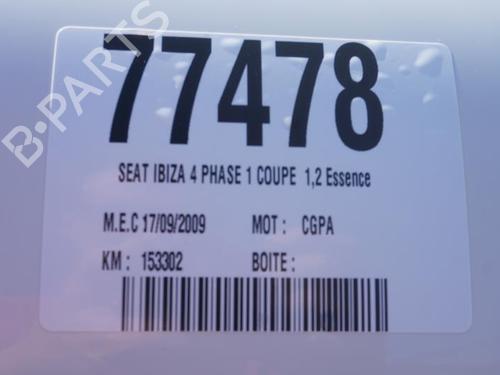 77478
SEAT IBIZA 4 PHASE 1 COUPE 1,2 Essence
M.E.C 17/09/2009 MOT : CGPA
KM : 153302 BOITE :
B-PARTS